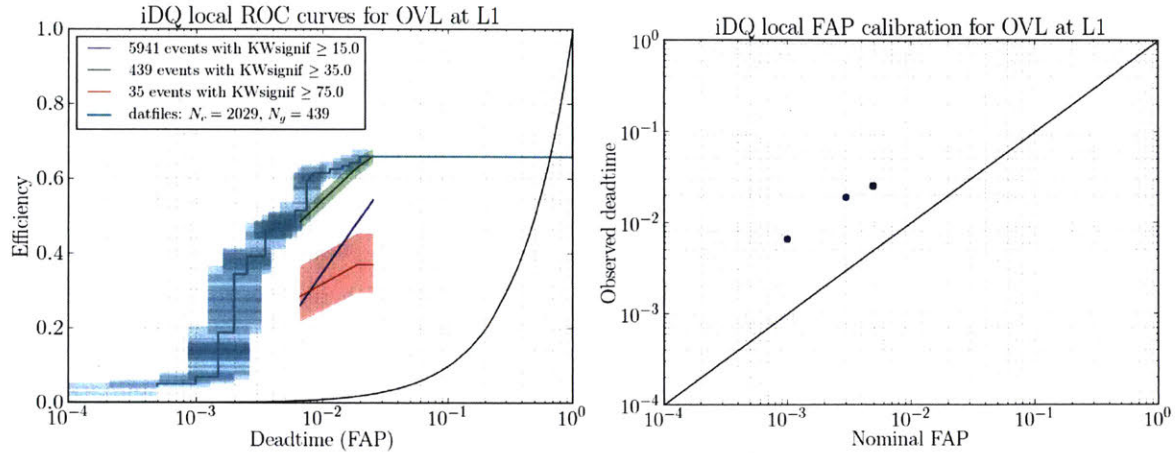 iDQ local ROC curves for OVL at L1
1.0
0.8
0.6
0.4
0.2
0.0
Efficiency
5941 events with KWsignif ≥ 15.0
439 events with KWsignif ≥ 35.0
35 events with KWsignif ≥ 75.0
datfiles: N_c = 2029, N_g = 439
10^-4
10^-3
10^-2
10^-1
10^0
Deadtime (FAP)
iDQ local FAP calibration for OVL at L1
10^0
10^-1
10^-2
10^-3
10^-4
Observed deadtime
10^-4
10^-3
10^-2
10^-1
10^0
Nominal FAP